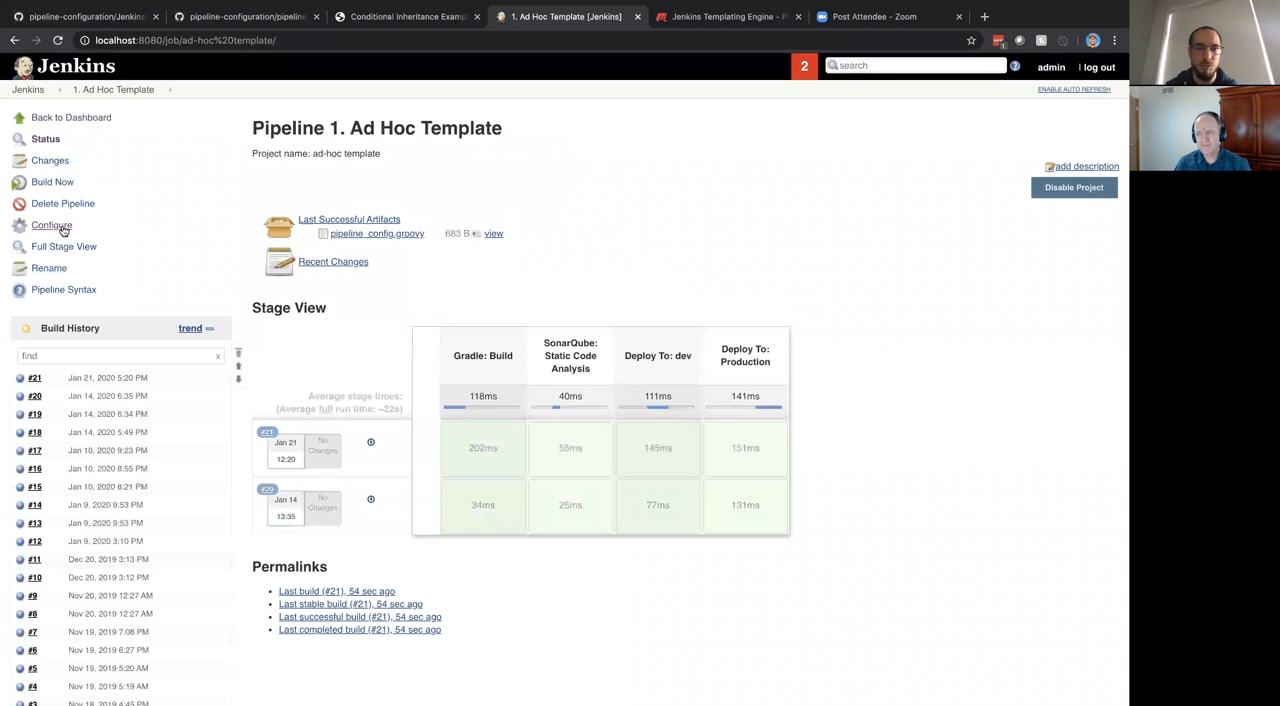 pipeline-configuration/Jenkins
pipeline-configuration/pipeline
Conditional Inheritance Examp
1. Ad Hoc Template [Jenkins]
Jenkins Templating Engine - P
Post Attendee - Zoom
localhost:8080/job/ad-hoc%20template/
Jenkins
2
search
admin
log out
Jenkins
1. Ad Hoc Template
ENABLE AUTO REFRESH
Back to Dashboard
Status
Changes
Build Now
Delete Pipeline
Configure
Full Stage View
Rename
Pipeline Syntax
Build History
trend
find
x
#21 Jan 21, 2020 5:20 PM
#20 Jan 14, 2020 6:35 PM
#19 Jan 14, 2020 6:34 PM
#18 Jan 14, 2020 5:49 PM
#17 Jan 10, 2020 9:23 PM
#16 Jan 10, 2020 8:55 PM
#15 Jan 10, 2020 8:21 PM
#14 Jan 9, 2020 9:53 PM
#13 Jan 9, 2020 9:53 PM
#12 Jan 9, 2020 3:10 PM
#11 Dec 20, 2019 3:13 PM
#10 Dec 20, 2019 3:12 PM
#9 Nov 20, 2019 12:27 AM
#8 Nov 20, 2019 12:27 AM
#7 Nov 19, 2019 7:08 PM
#6 Nov 19, 2019 6:27 PM
#5 Nov 19, 2019 5:20 AM
#4 Nov 19, 2019 5:19 AM
#3 Nov 18, 2019 4:45 PM
Pipeline 1. Ad Hoc Template
Project name: ad-hoc template
add description
Disable Project
Last Successful Artifacts
pipeline_config.groovy 683 B view
Recent Changes
Stage View
Gradle: Build
SonarQube:
Static Code
Analysis
Deploy To: dev
Deploy To:
Production
Average stage times:
(Average full run time: ~22s)
118ms 40ms 111ms 141ms
#21
Jan 21
12:20
No
Changes
202ms 55ms 145ms 151ms
#20
Jan 14
13:35
No
Changes
34ms 25ms 77ms 131ms
Permalinks
Last build (#21), 54 sec ago
Last stable build (#21), 54 sec ago
Last successful build (#21), 54 sec ago
Last completed build (#21), 54 sec ago